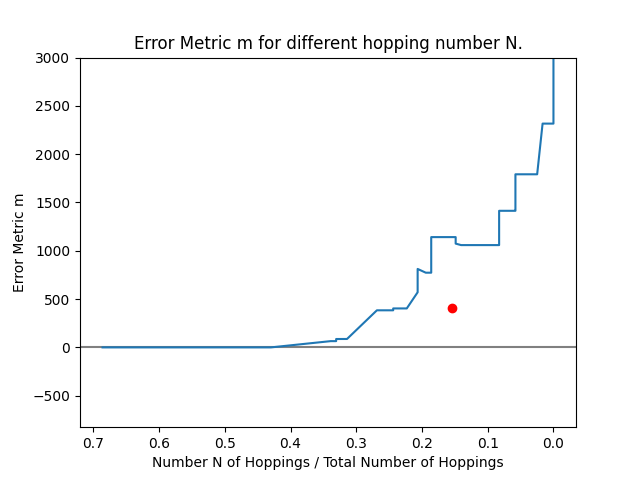 Error Metric m for different hopping number N.
3000
2500
2000
1500
1000
500
0
−500
Error Metric m
0.7 0.6 0.5 0.4 0.3 0.2 0.1 0.0
Number N of Hoppings / Total Number of Hoppings